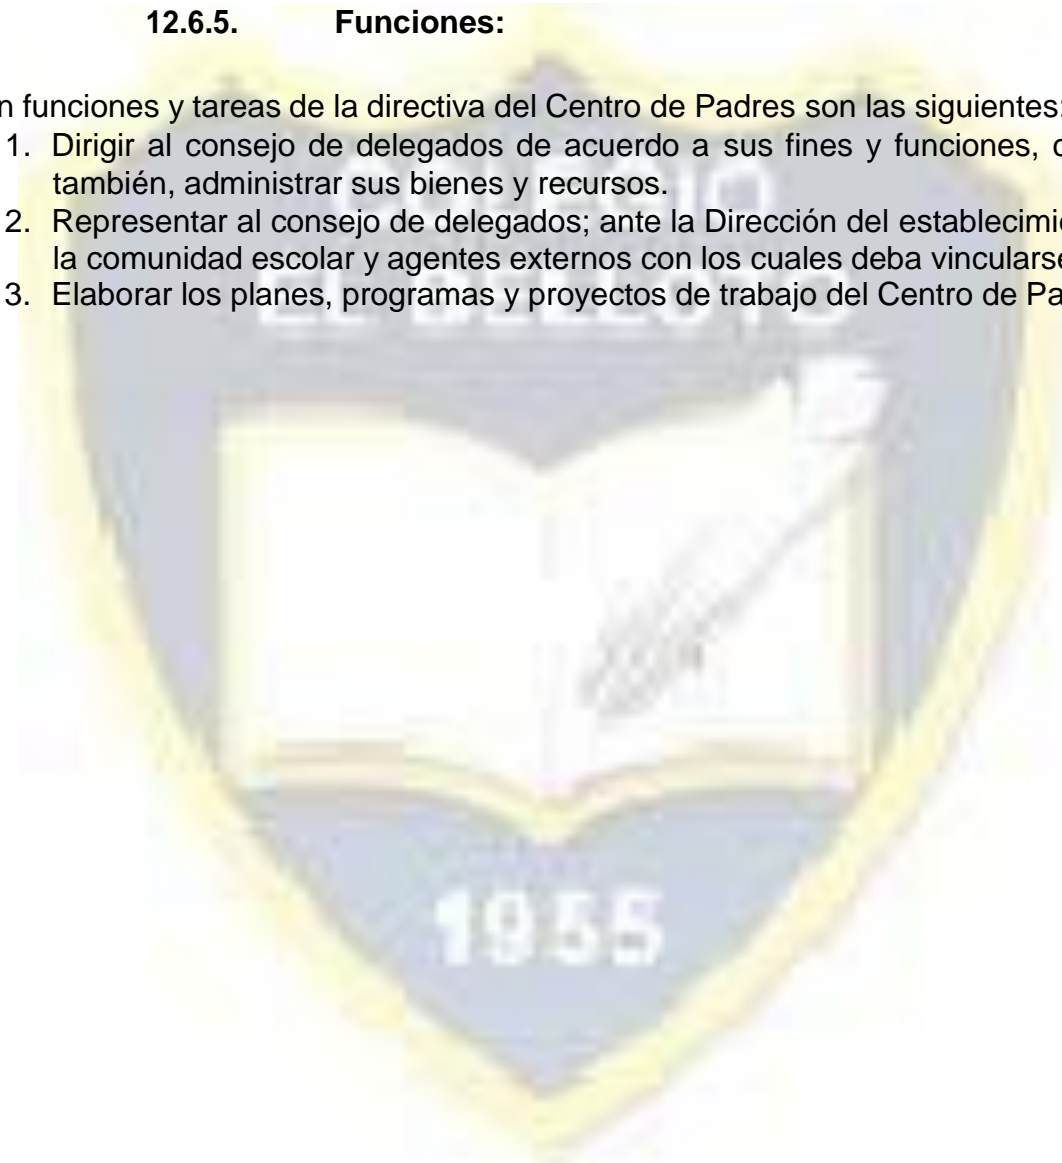 12.6.5. Funciones:
n funciones y tareas de la directiva del Centro de Padres son las siguientes:
1. Dirigir al consejo de delegados de acuerdo a sus fines y funciones,
también, administrar sus bienes y recursos.
2. Representar al consejo de delegados; ante la Dirección del
la comunidad escolar y agentes externos con los cuales deba vincularse
3. Elaborar los planes, programas y proyectos de trabajo del Centro de
1955